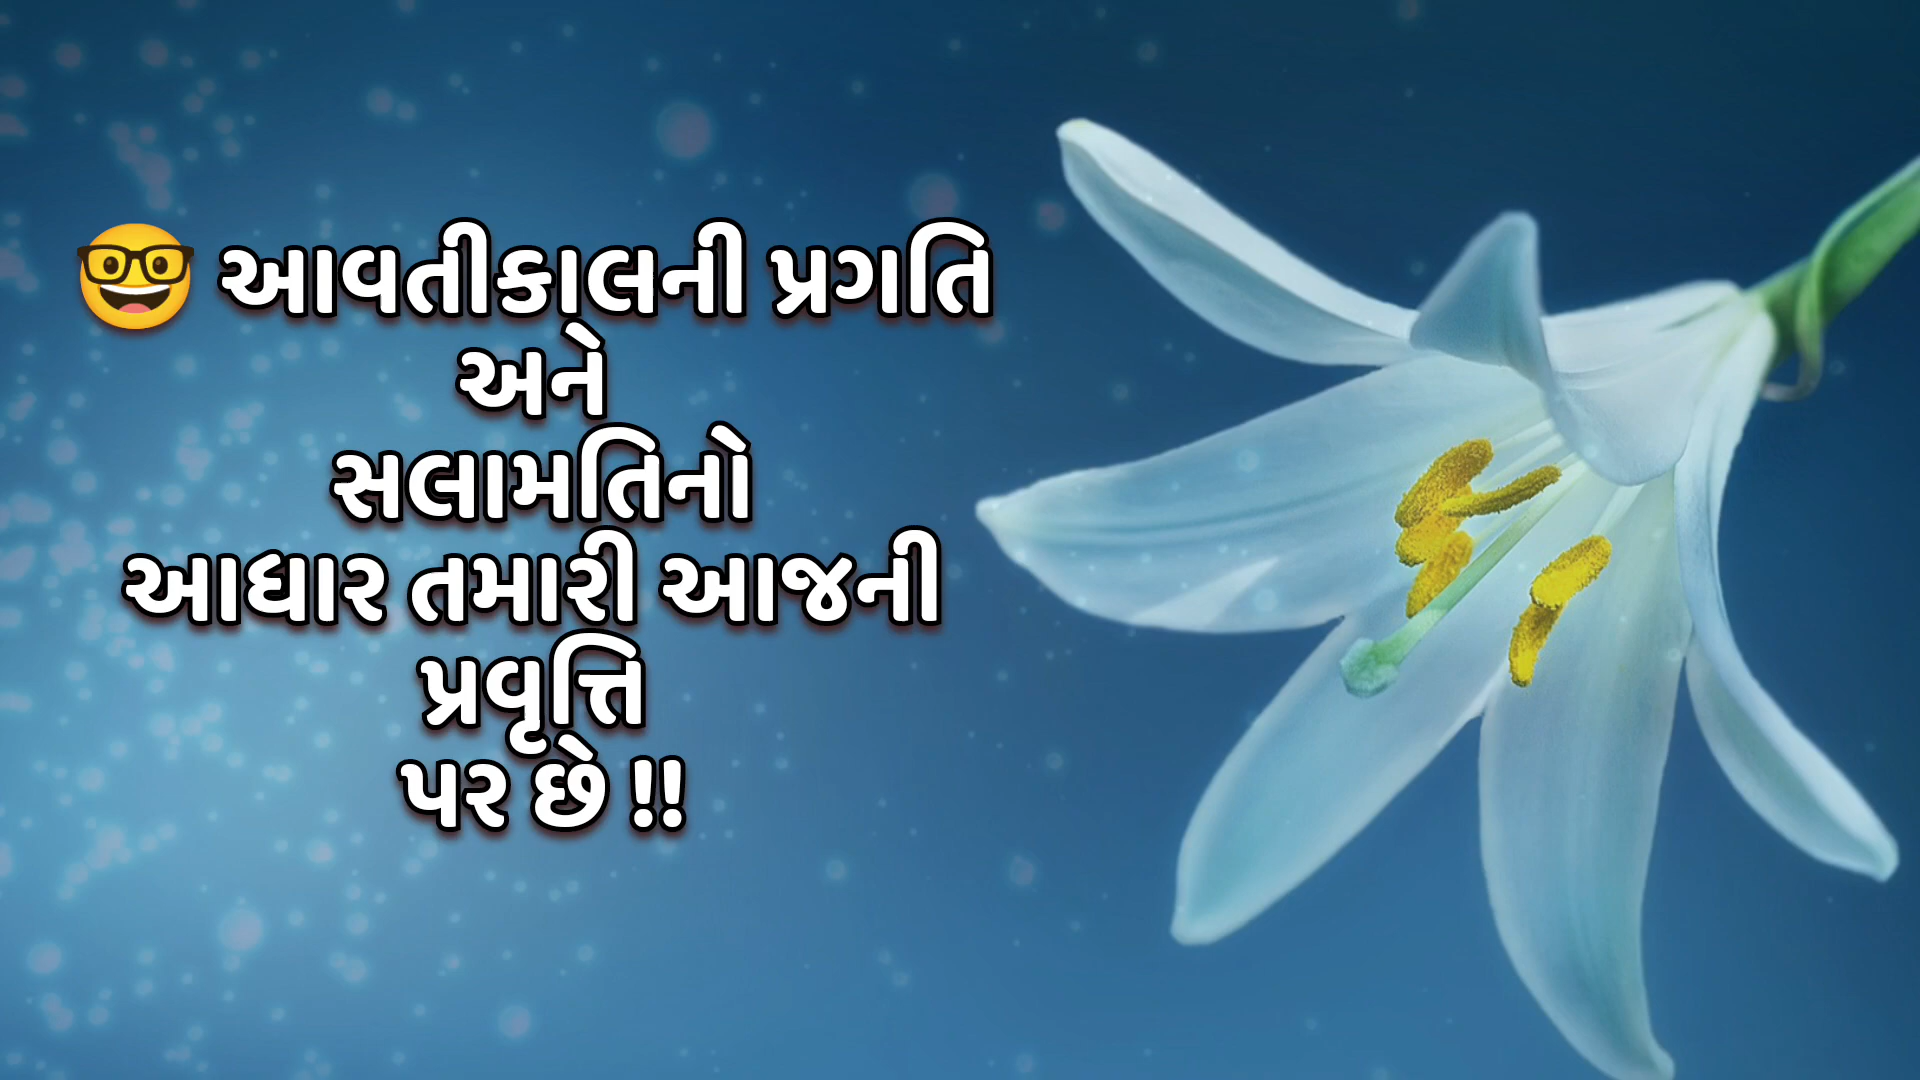 🤓 આવતીકાલની પ્રગતિ
અને
સલામતિનો
આધાર તમારી આજની
પ્રવૃત્તિ
પર છે !!